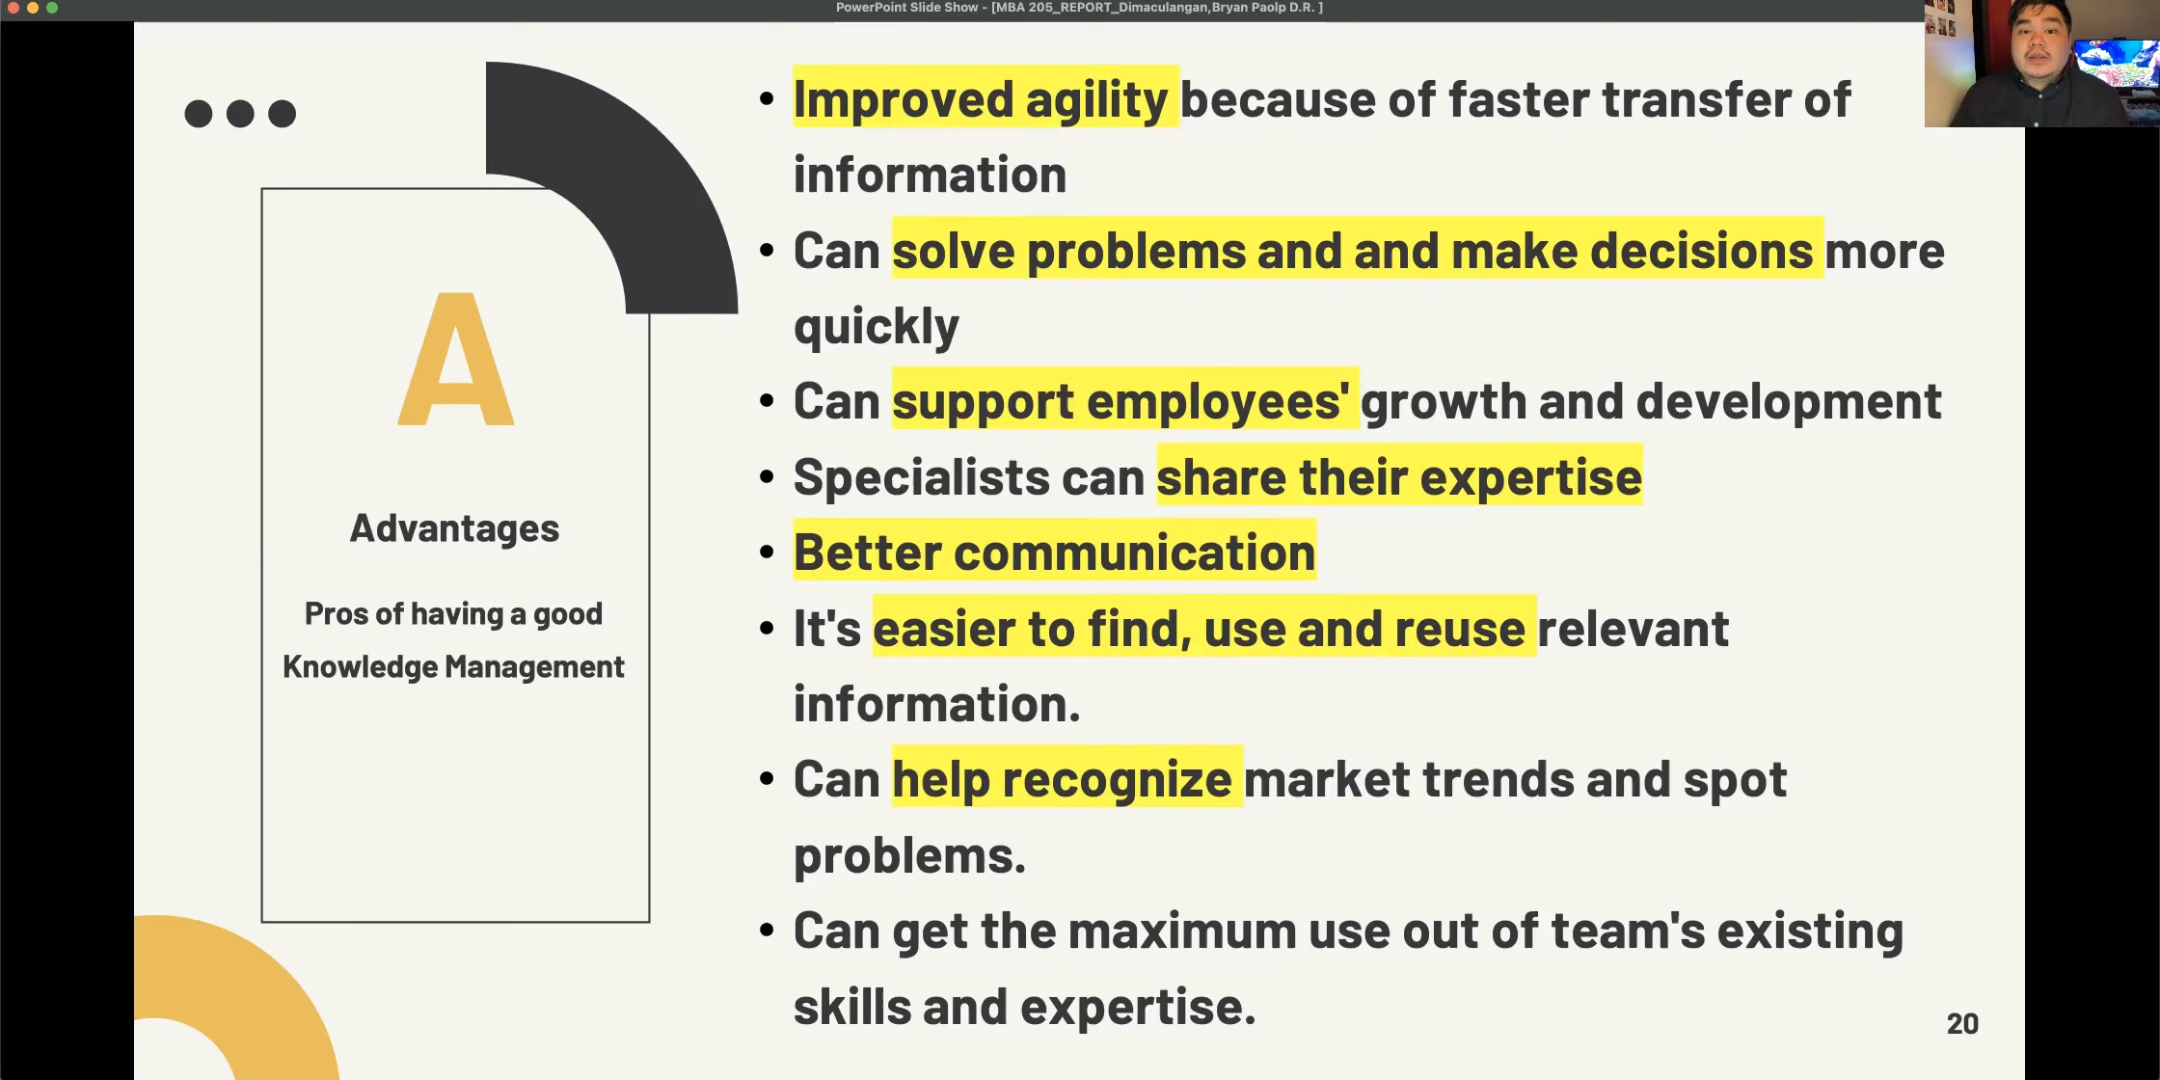 PowerPoint Slide Show - [MBA 205_REPORT_Dimaculangan,Bryan Paolp D.R. ]
A
Advantages
Pros of having a good
Knowledge Management
• Improved agility because of faster transfer of
information
• Can solve problems and and make decisions more
quickly
• Can support employees' growth and development
• Specialists can share their expertise
• Better communication
• It's easier to find, use and reuse relevant
information.
• Can help recognize market trends and spot
problems.
• Can get the maximum use out of team's existing
skills and expertise.
20